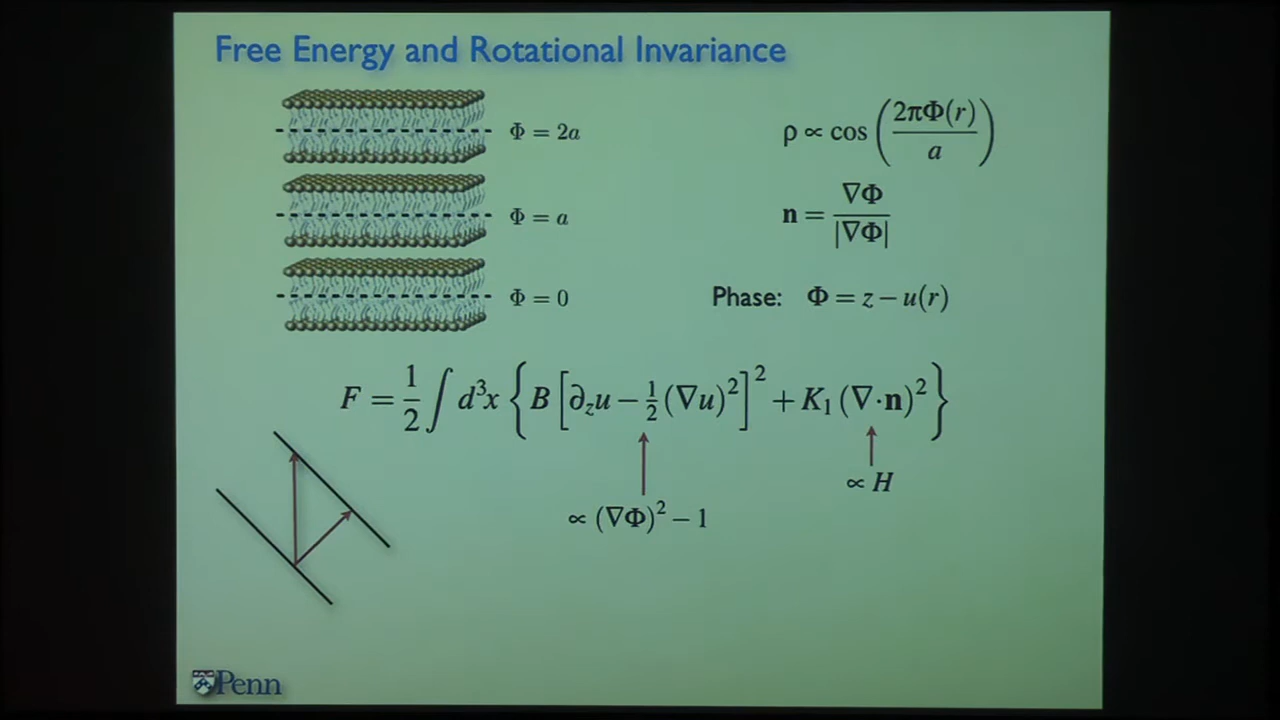 Free Energy and Rotational Invariance
Φ = 2a
Φ = a
Φ = 0
ρ ∝ cos(2πΦ(r)/a)
n = ∇Φ/|∇Φ|
Phase: Φ = z − u(r)
F = 1/2 ∫ d³x { B [∂_z u − ½(∇u)²]² + K₁ (∇·n)² }
∝ H
∝ (∇Φ)² − 1
Penn